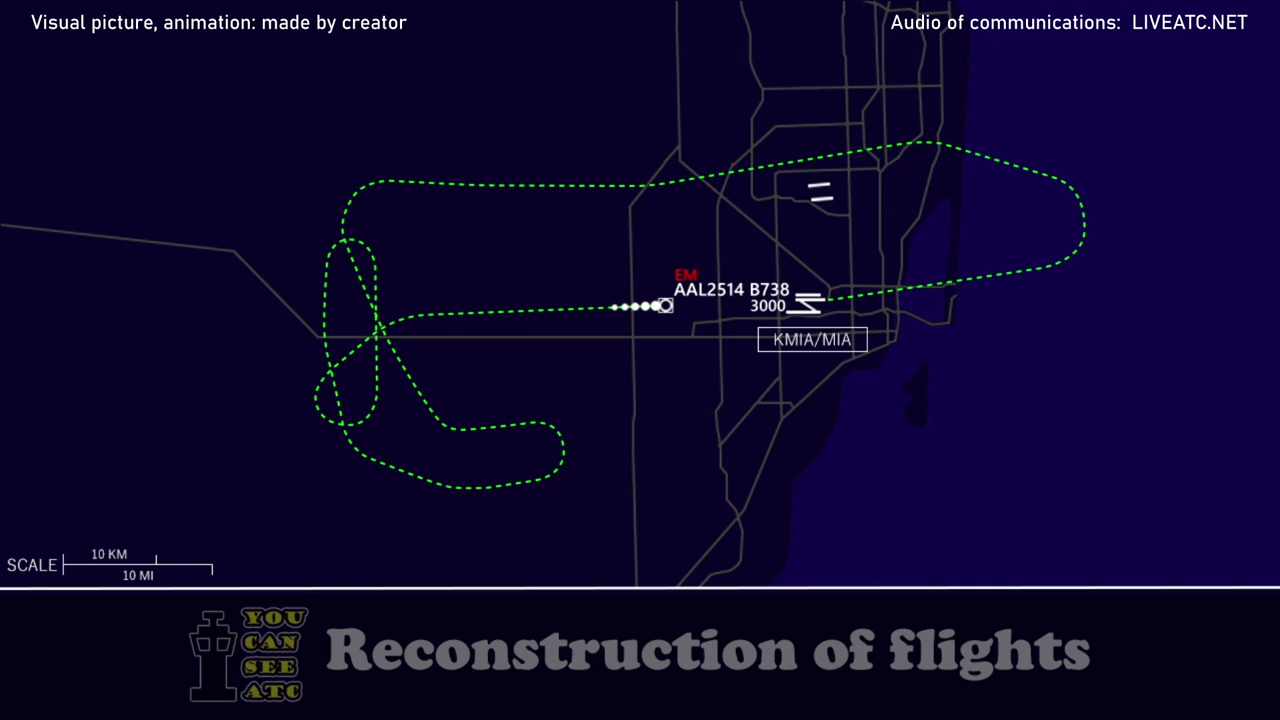 Visual picture, animation: made by creator
Audio of communications: LIVEATC.NET
EM
AAL2514 B738
3000
KMIA/MIA
10 KM
SCALE
10 MI
YOU
CAN
SEE
ATC
Reconstruction of flights